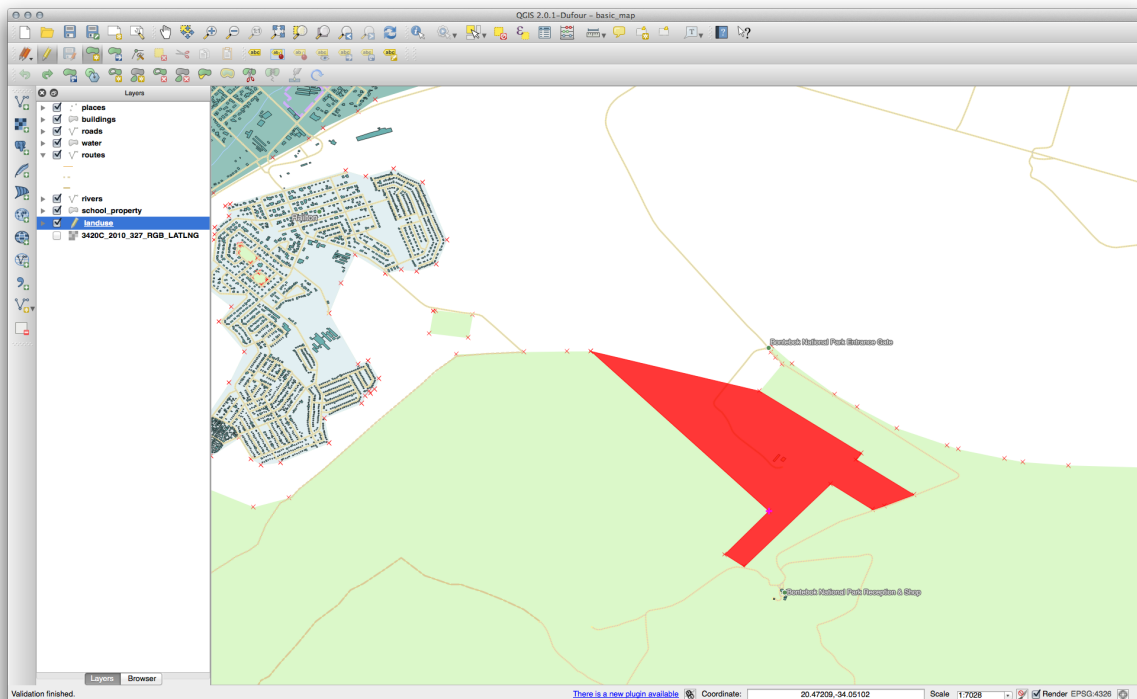 QGIS 2.0.1-Dufour - basic_map
Layers
places
buildings
roads
water
routes
rivers
school_property
landuse
3420C_2010_327_RGB_LATLNG
Railton
Bontebok National Park Entrance Gate
Bontebok National Park Reception & Shop
Layers Browser
Validation finished. There is a new plugin available Coordinate: 20.47209,-34.05102 Scale 1:7028 Render EPSG:4326